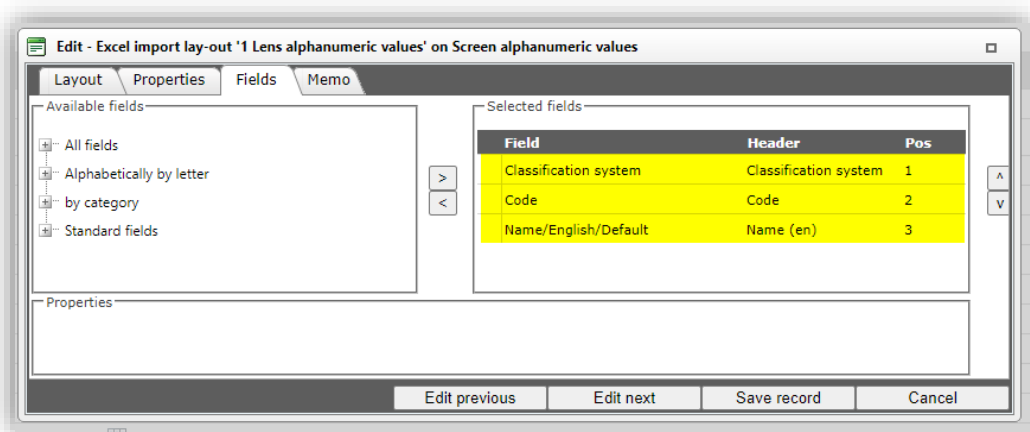 Edit - Excel import lay-out '1 Lens alphanumeric values' on Screen alphanumeric values
Layout Properties Fields Memo
Available fields
All fields
Alphabetically by letter
by category
Standard fields
>
<
Selected fields
Field Header Pos
Classification system Classification system 1
Code Code 2
Name/English/Default Name (en) 3
^
v
Properties
Edit previous Edit next Save record Cancel